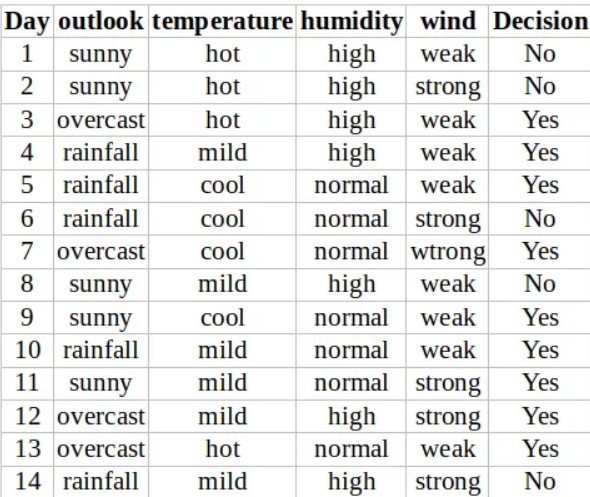 Day outlook temperature humidity wind Decision
1 sunny hot high weak No
2 sunny hot high strong No
3 overcast hot high weak Yes
4 rainfall mild high weak Yes
5 rainfall cool normal weak Yes
6 rainfall cool normal strong No
7 overcast cool normal wtrong Yes
8 sunny mild high weak No
9 sunny cool normal weak Yes
10 rainfall mild normal weak Yes
11 sunny mild normal strong Yes
12 overcast mild high strong Yes
13 overcast hot normal weak Yes
14 rainfall mild high strong No